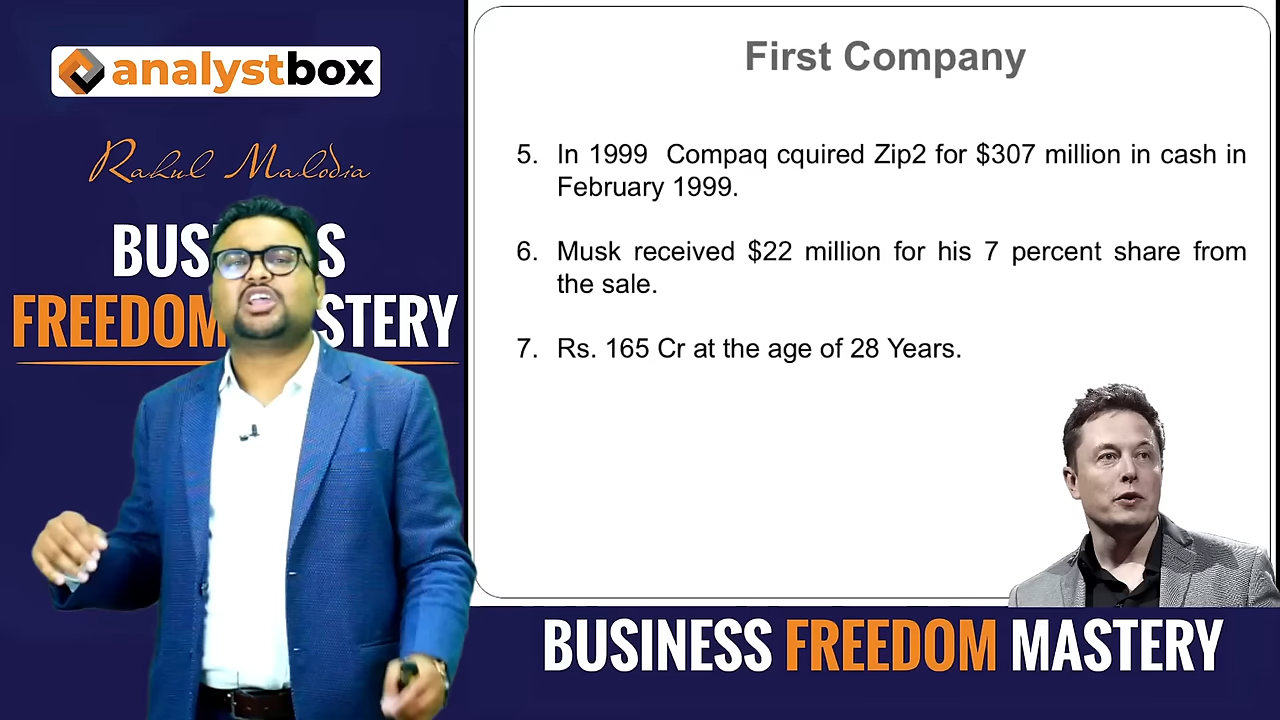 analystbox
Rahul Malodia
BUS S
FREEDOM STERY
First Company
5. In 1999 Compaq cquired Zip2 for $307 million in cash in
February 1999.
6. Musk received $22 million for his 7 percent share from
the sale.
7. Rs. 165 Cr at the age of 28 Years.
BUSINESS FREEDOM MASTERY